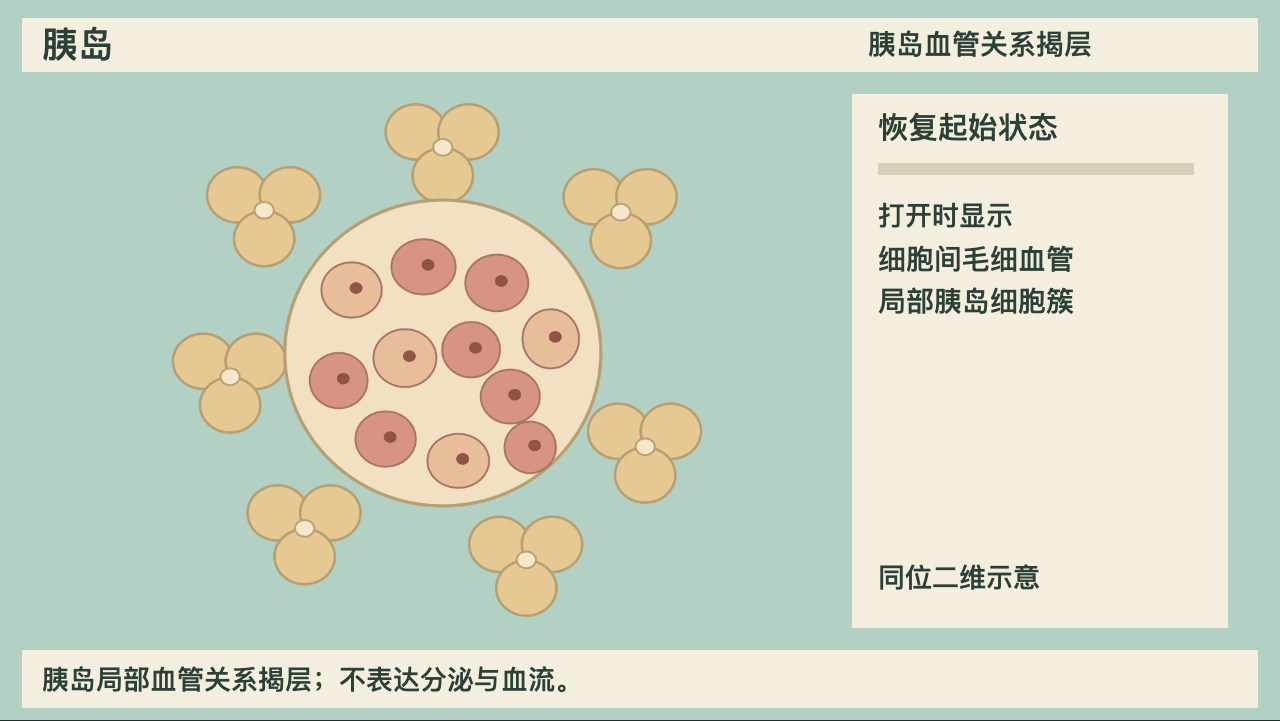 胰岛
胰岛血管关系揭层
恢复起始状态
打开时显示
细胞间毛细血管
局部胰岛细胞簇
同位二维示意
胰岛局部血管关系揭层；不表达分泌与血流。